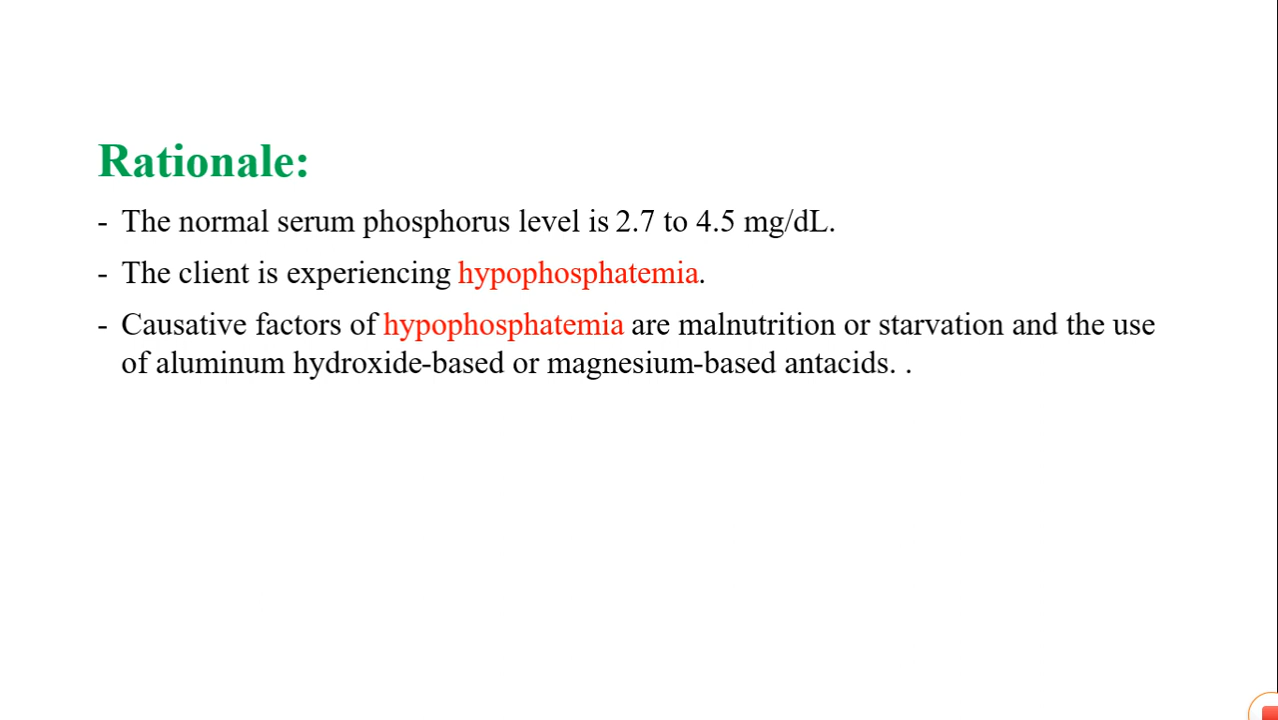 Rationale:
- The normal serum phosphorus level is 2.7 to 4.5 mg/dL.
- The client is experiencing hypophosphatemia.
- Causative factors of hypophosphatemia are malnutrition or starvation and the use
of aluminum hydroxide-based or magnesium-based antacids. .